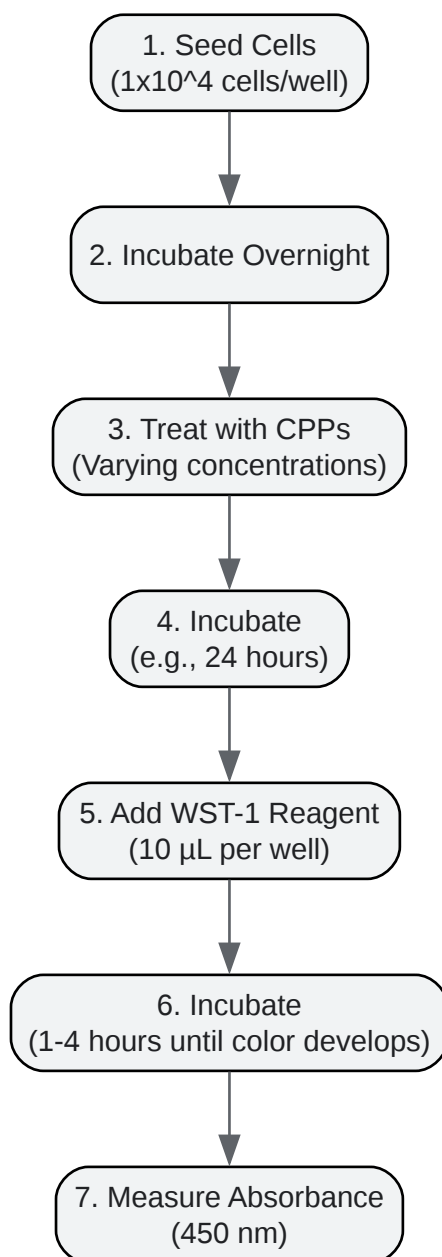 1. Seed Cells
(1x10^4 cells/well)
2. Incubate Overnight
3. Treat with CPPs
(Varying concentrations)
4. Incubate
(e.g., 24 hours)
5. Add WST-1 Reagent
(10 µL per well)
6. Incubate
(1-4 hours until color develops)
7. Measure Absorbance
(450 nm)